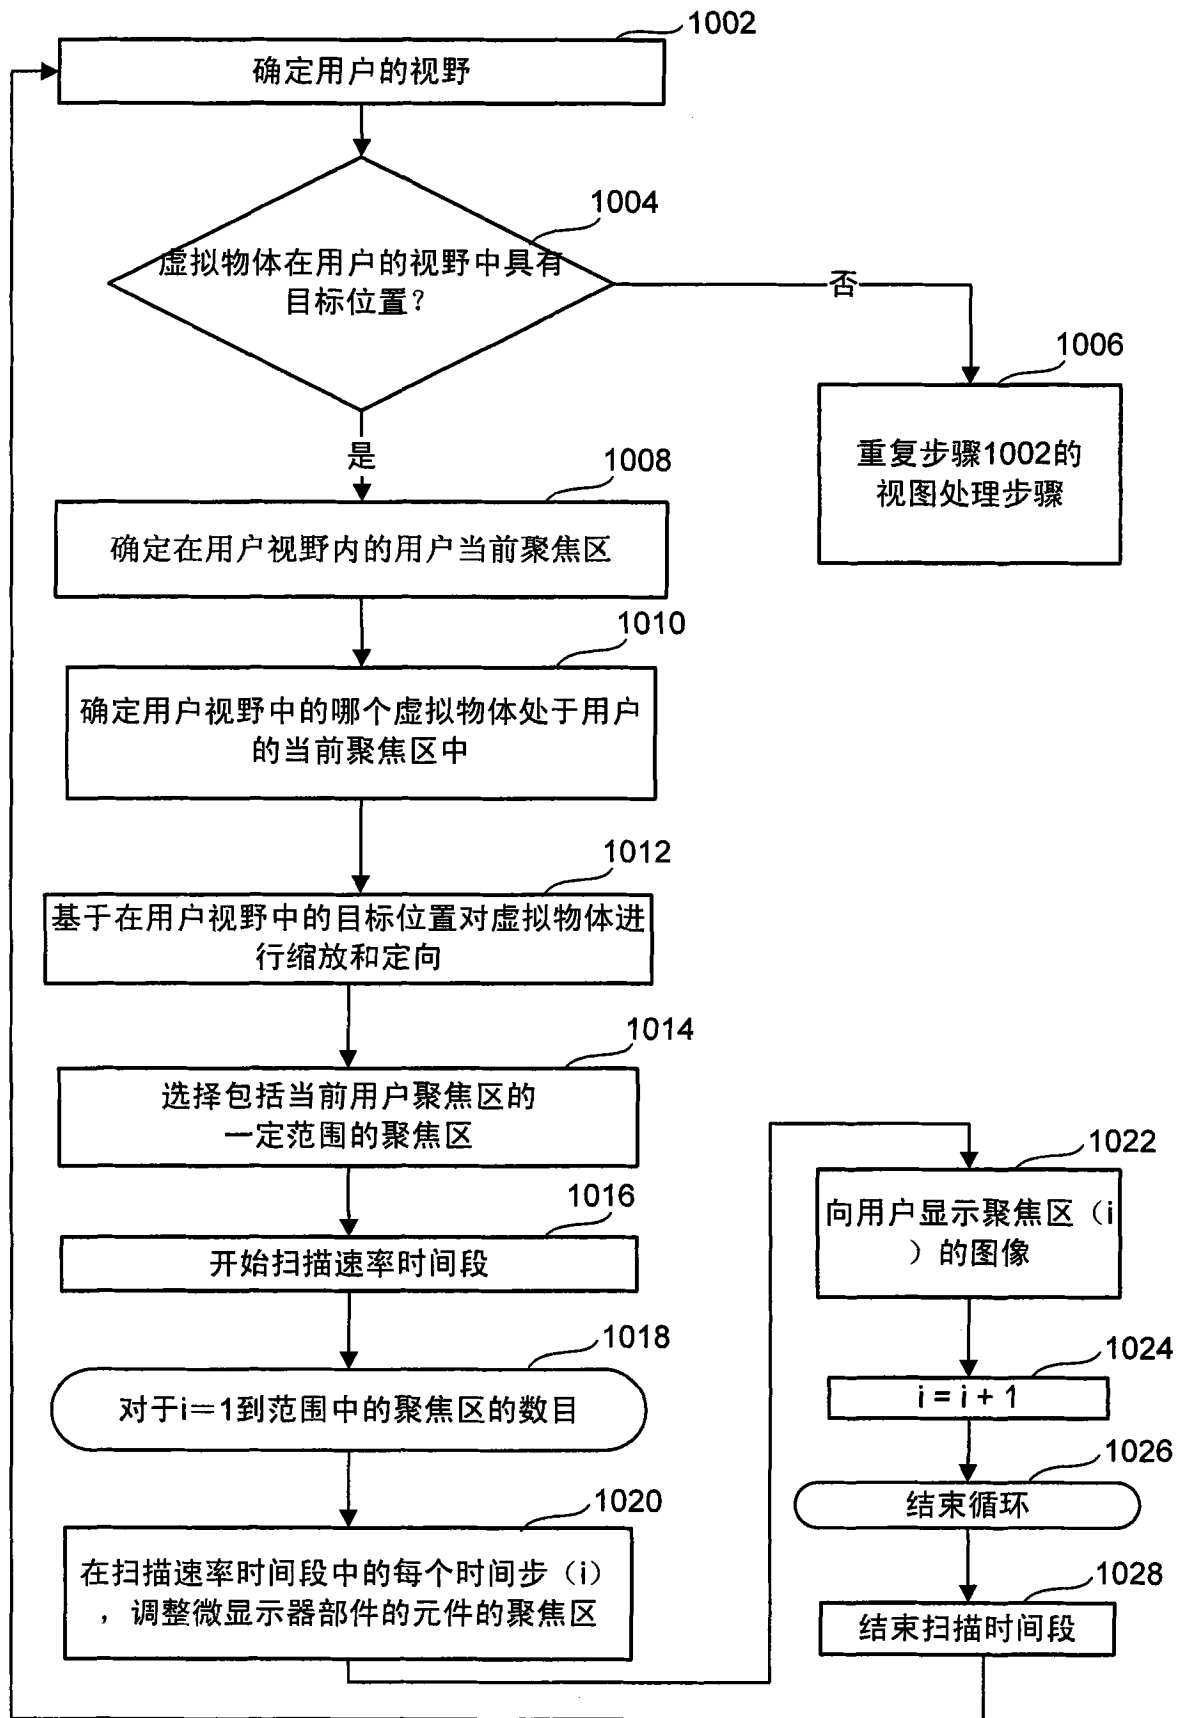 1002
确定用户的视野
1004
虚拟物体在用户的视野中具有
目标位置？
否
1006
重复步骤1002的
视图处理步骤
是
1008
确定在用户视野内的用户当前聚焦区
1010
确定用户视野中的哪个虚拟物体处于用户
的当前聚焦区中
1012
基于在用户视野中的目标位置对虚拟物体进
行缩放和定向
1014
选择包括当前用户聚焦区的
一定范围的聚焦区
1016
开始扫描速率时间段
1018
对于i＝1到范围中的聚焦区的数目
1020
在扫描速率时间段中的每个时间步（i）
，调整微显示器部件的元件的聚焦区
1022
向用户显示聚焦区（i
）的图像
1024
i = i + 1
1026
结束循环
1028
结束扫描时间段